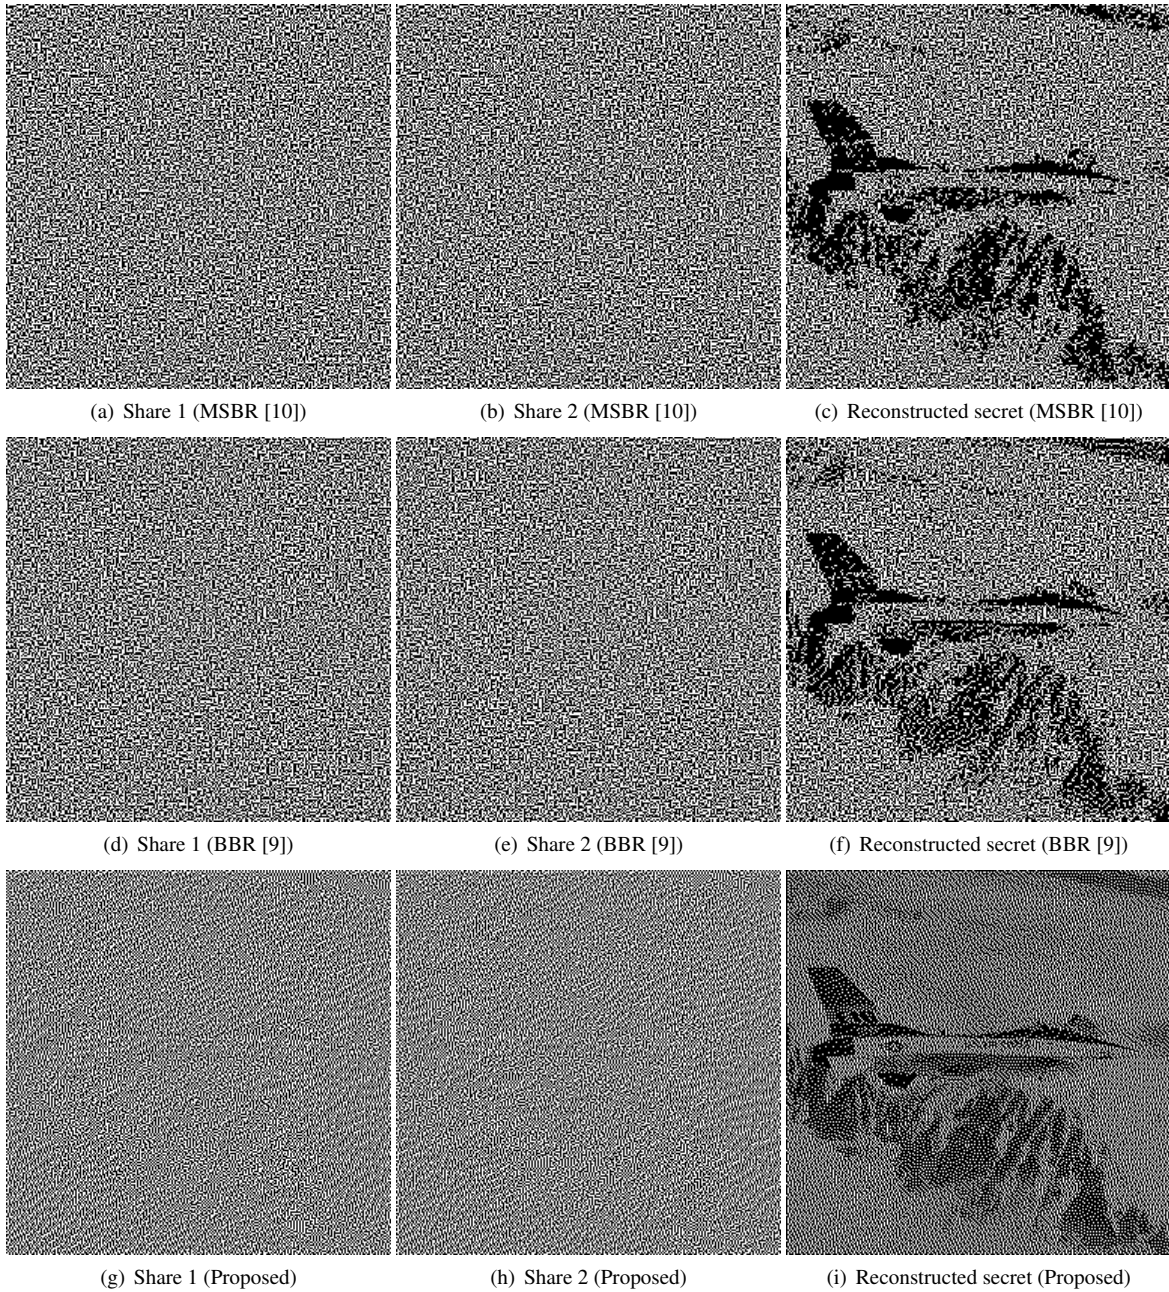 (a) Share 1 (MSBR [10])
(b) Share 2 (MSBR [10])
(c) Reconstructed secret (MSBR [10])
(d) Share 1 (BBR [9])
(e) Share 2 (BBR [9])
(f) Reconstructed secret (BBR [9])
(g) Share 1 (Proposed)
(h) Share 2 (Proposed)
(i) Reconstructed secret (Proposed)